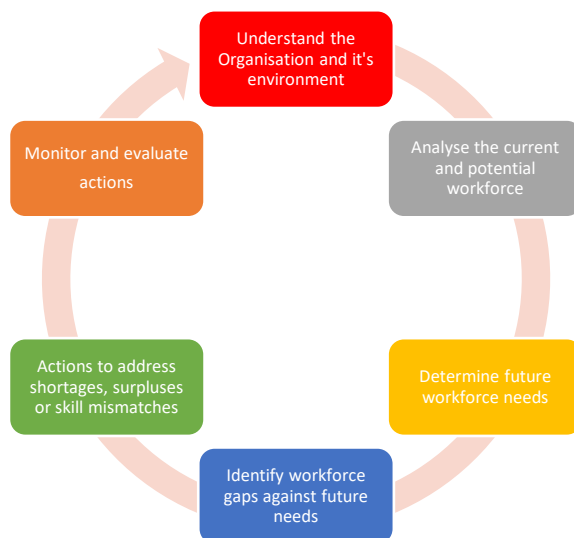 Understand the
Organisation and it's
environment
Analyse the current
and potential
workforce
Determine future
workforce needs
Identify workforce
gaps against future
needs
Actions to address
shortages, surpluses
or skill mismatches
Monitor and evaluate
actions